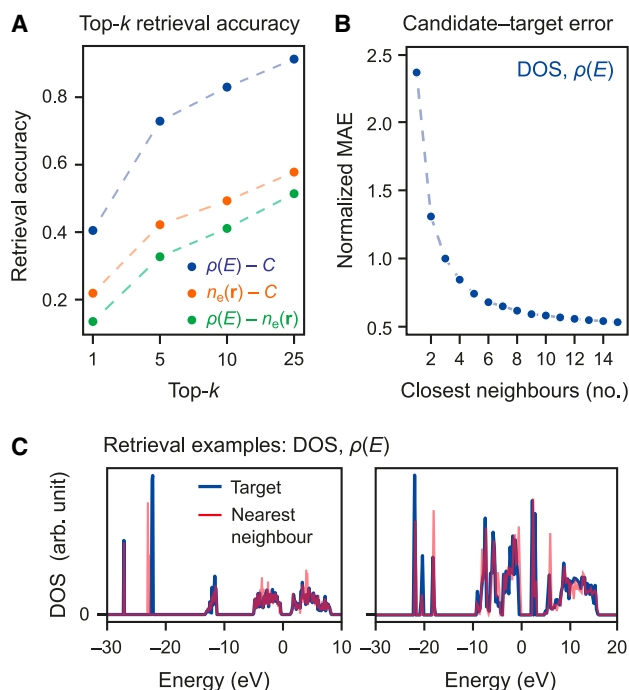 A
Top-k retrieval accuracy
Retrieval accuracy
0.8
0.6
0.4
0.2
ρ(E) – C
nₑ(r) – C
ρ(E) – nₑ(r)
1 5 10 25
Top-k
B
Candidate–target error
DOS, ρ(E)
Normalized MAE
2.5
2.0
1.5
1.0
0.5
2 4 6 8 10 12 14
Closest neighbours (no.)
C
Retrieval examples: DOS, ρ(E)
DOS (arb. unit)
Target
Nearest
neighbour
0
–30 –20 –10 0 10
Energy (eV)
–30 –20 –10 0 10 20
Energy (eV)